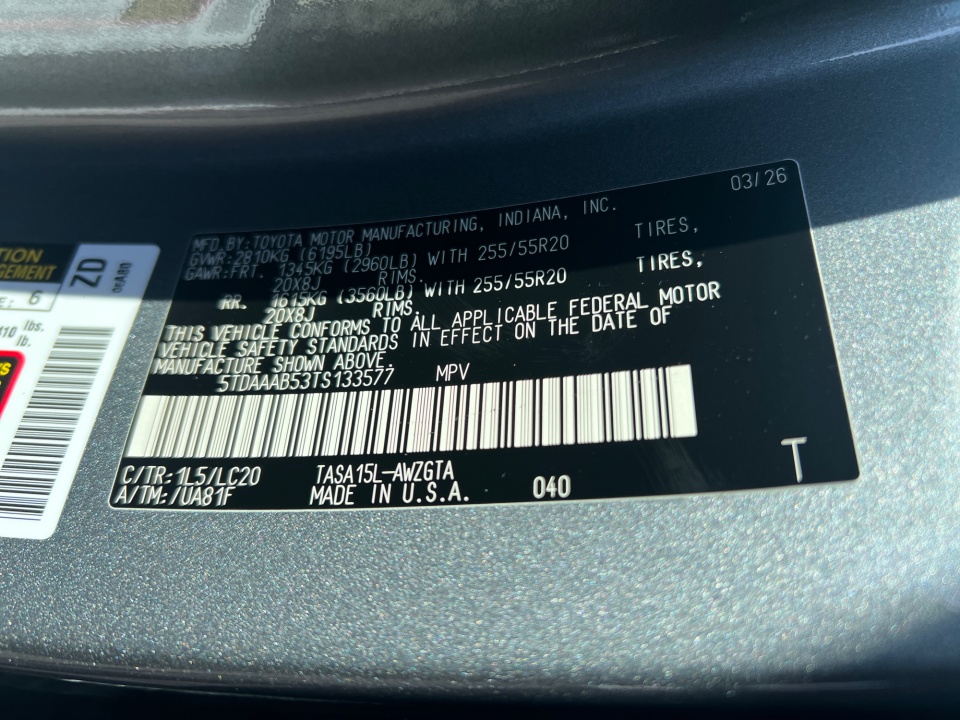 03/26
MFD.BY:TOYOTA MOTOR MANUFACTURING, INDIANA, INC.
GVWR:2810KG (6195LB)
GAWR:FRT. 1345KG (2960LB) WITH 255/55R20 TIRES,
20X8J RIMS.
RR. 1615KG (3560LB) WITH 255/55R20 TIRES,
20X8J RIMS.
THIS VEHICLE CONFORMS TO ALL APPLICABLE FEDERAL MOTOR
VEHICLE SAFETY STANDARDS IN EFFECT ON THE DATE OF
MANUFACTURE SHOWN ABOVE.
5TDAAAB53TS133577 MPV
C/TR:1L5/LC20 TASA15L-AWZGTA
A/TM:/UA81F MADE IN U.S.A. 040
T
ZD
6
lbs.
lb.